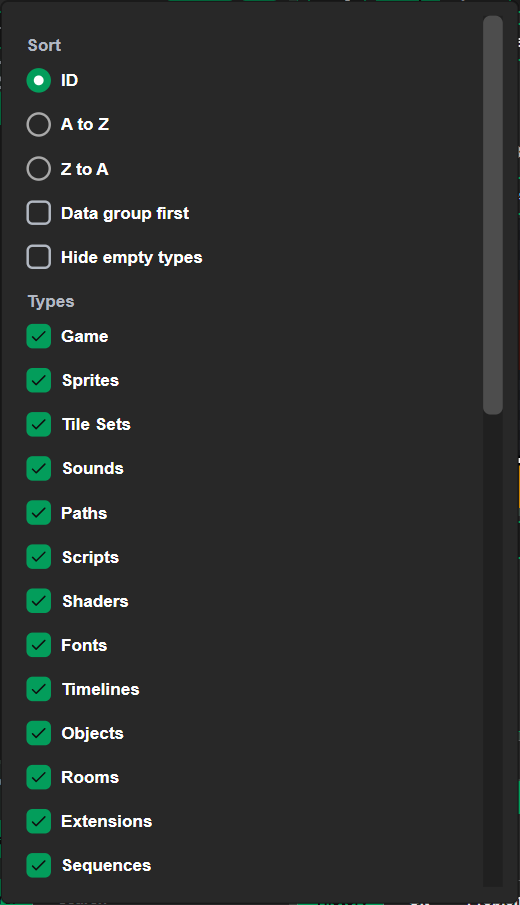 Sort
ID
A to Z
Z to A
Data group first
Hide empty types
Types
Game
Sprites
Tile Sets
Sounds
Paths
Scripts
Shaders
Fonts
Timelines
Objects
Rooms
Extensions
Sequences